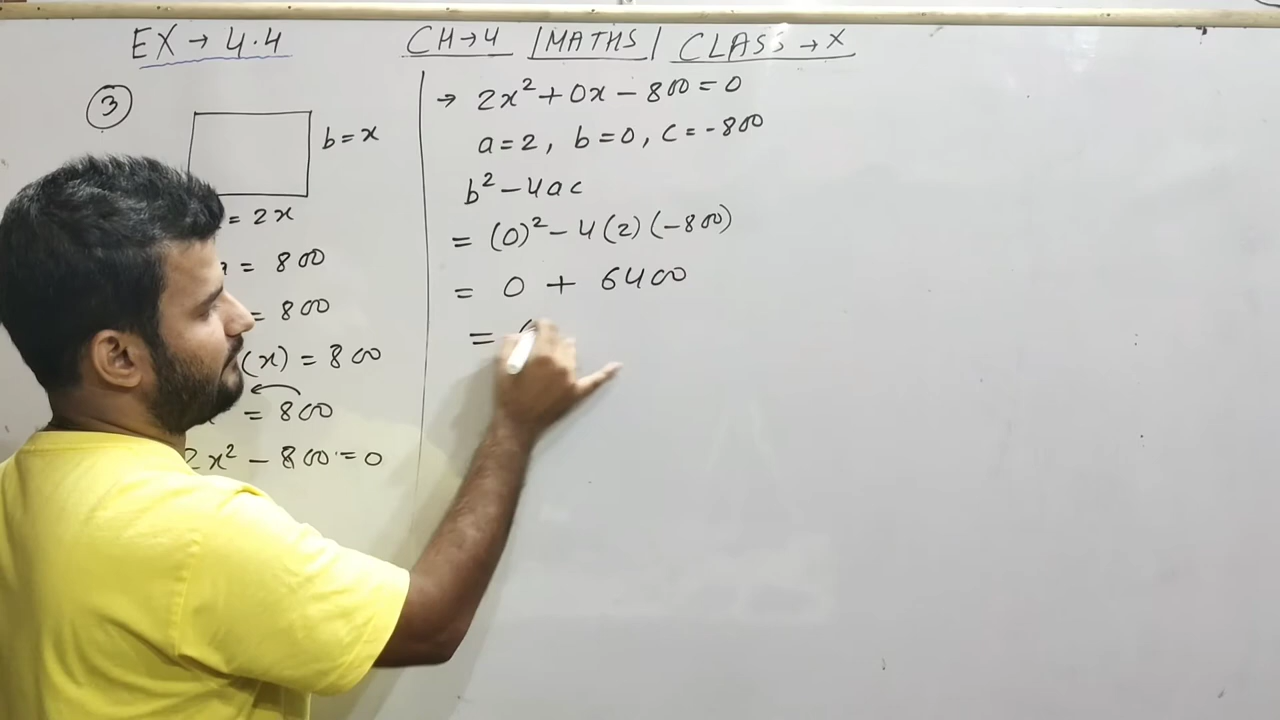 EX → 4.4
CH→4 |MATHS| CLASS → X
3
b = x
= 2x
= 800
= 800
(x) = 800
= 800
2x² - 800 = 0
→ 2x² + 0x - 800 = 0
a = 2, b = 0, c = -800
b² - 4ac
= (0)² - 4(2)(-800)
= 0 + 6400
=